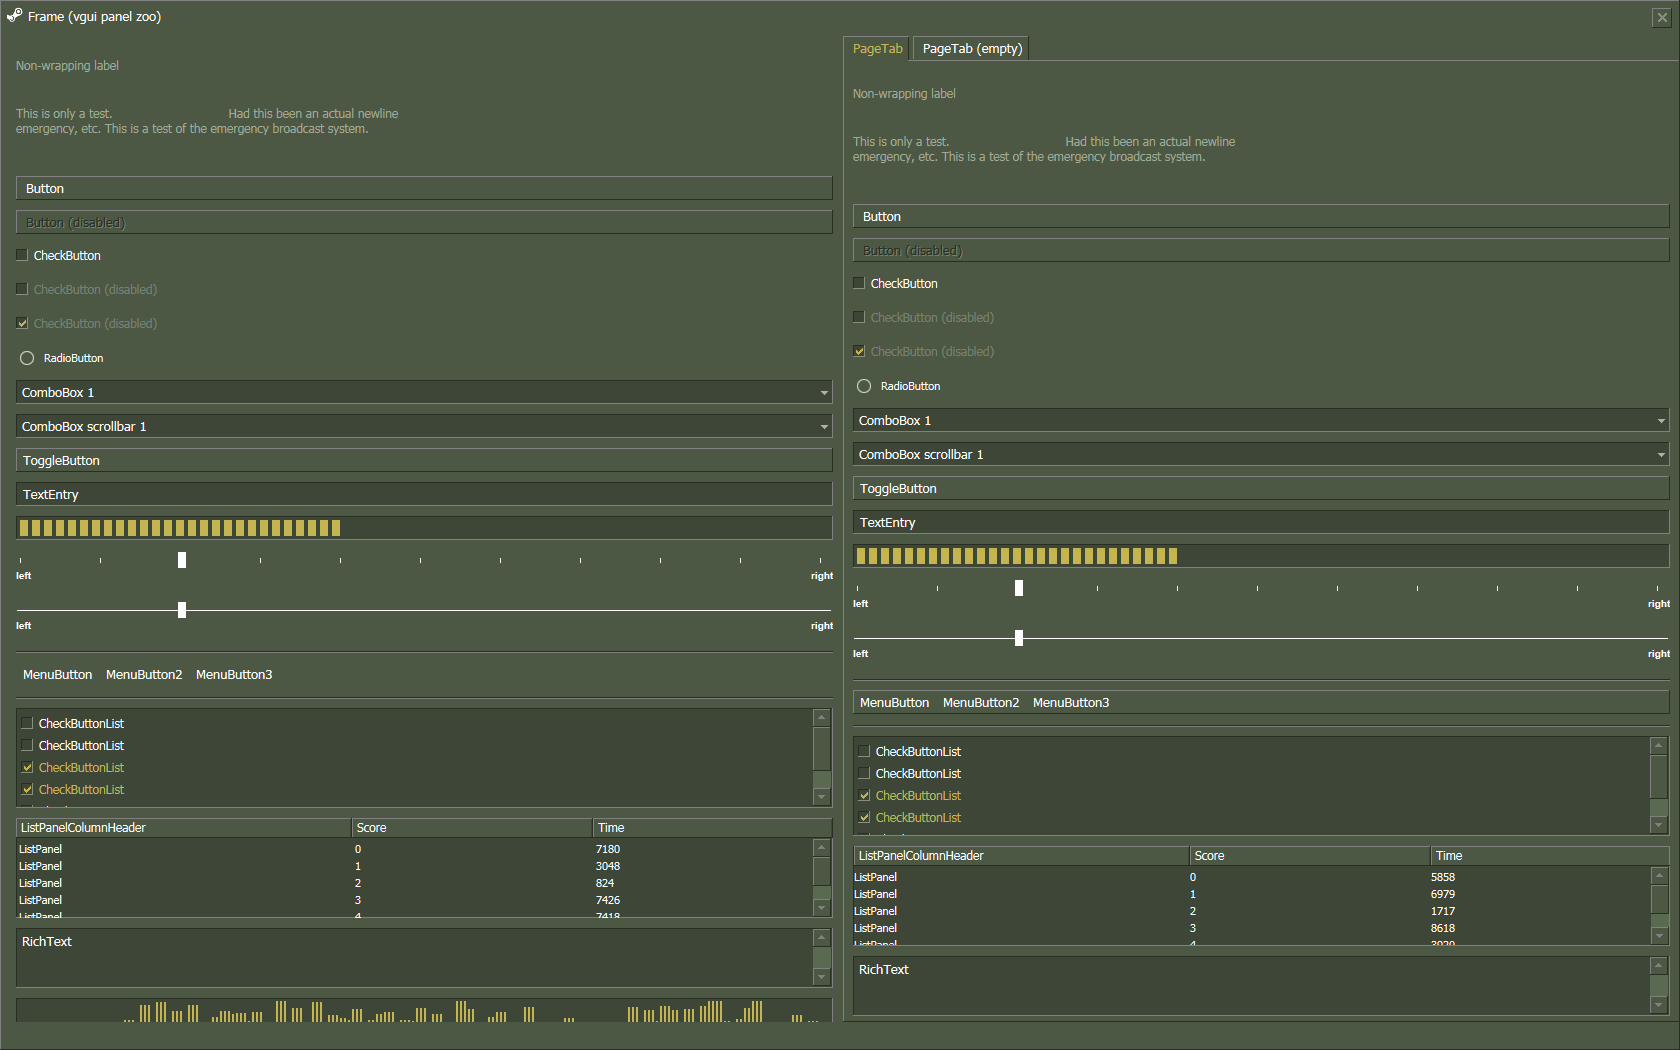 Frame (vgui panel zoo)
Non-wrapping label
This is only a test. Had this been an actual newline
emergency, etc. This is a test of the emergency broadcast system.
Button
Button (disabled)
CheckButton
CheckButton (disabled)
CheckButton (disabled)
RadioButton
ComboBox 1
ComboBox scrollbar 1
ToggleButton
TextEntry
left right
left right
MenuButton MenuButton2 MenuButton3
CheckButtonList
CheckButtonList
CheckButtonList
CheckButtonList
ListPanelColumnHeader Score Time
ListPanel 0 7180
ListPanel 1 3048
ListPanel 2 824
ListPanel 3 7426
ListPanel 4 7418
RichText
PageTab PageTab (empty)
Non-wrapping label
This is only a test. Had this been an actual newline
emergency, etc. This is a test of the emergency broadcast system.
Button
Button (disabled)
CheckButton
CheckButton (disabled)
CheckButton (disabled)
RadioButton
ComboBox 1
ComboBox scrollbar 1
ToggleButton
TextEntry
left right
left right
MenuButton MenuButton2 MenuButton3
CheckButtonList
CheckButtonList
CheckButtonList
CheckButtonList
ListPanelColumnHeader Score Time
ListPanel 0 5858
ListPanel 1 6979
ListPanel 2 1717
ListPanel 3 8618
ListPanel 4
RichText